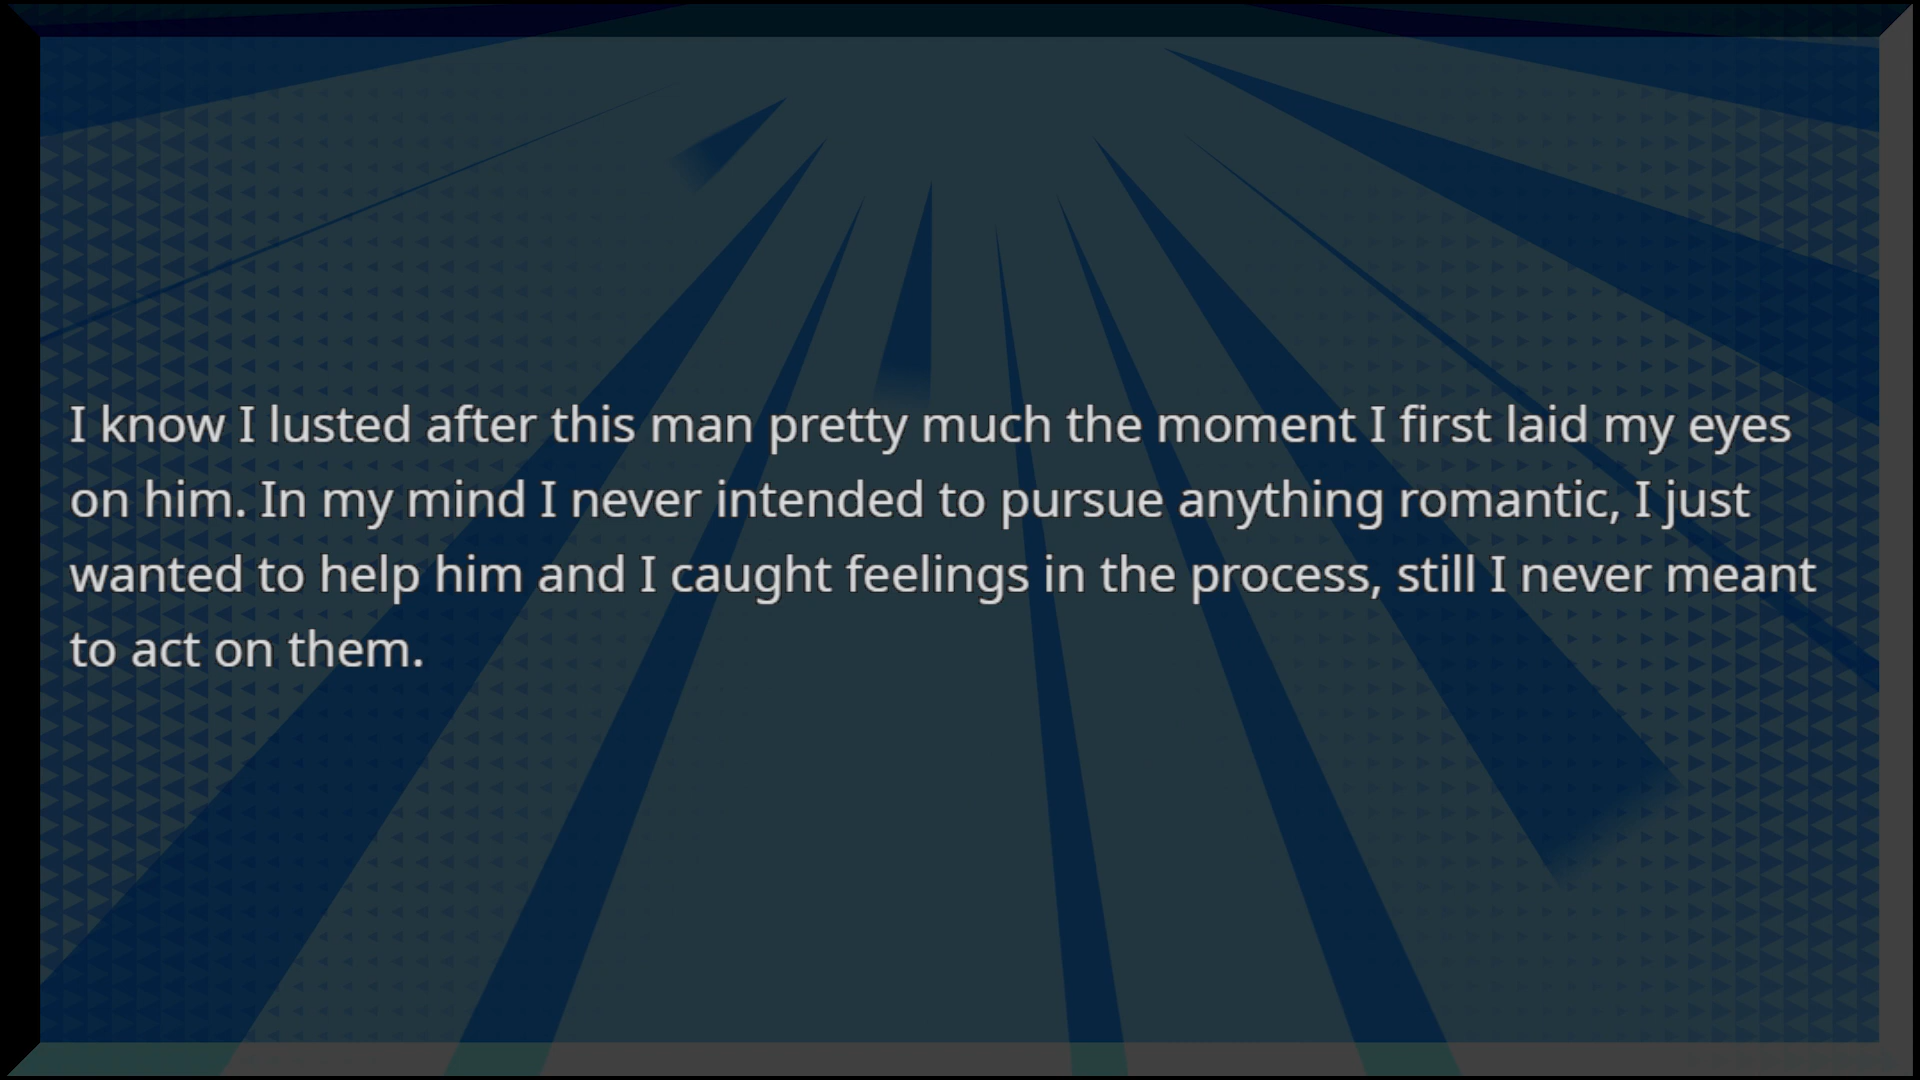 I know I lusted after this man pretty much the moment I first laid my eyes
on him. In my mind I never intended to pursue anything romantic, I just
wanted to help him and I caught feelings in the process, still I never meant
to act on them.